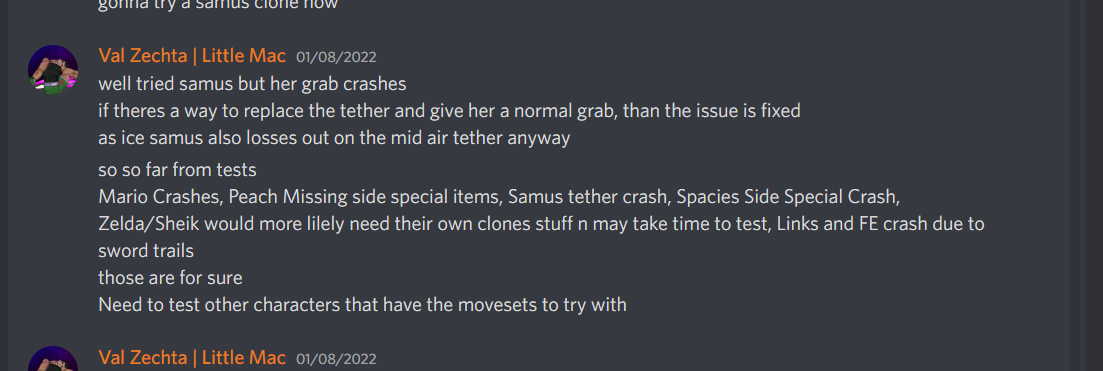 gonna try a samus clone now
Val Zechta | Little Mac 01/08/2022
well tried samus but her grab crashes
if theres a way to replace the tether and give her a normal grab, than the issue is fixed
as ice samus also losses out on the mid air tether anyway
so so far from tests
Mario Crashes, Peach Missing side special items, Samus tether crash, Spacies Side Special Crash,
Zelda/Sheik would more lilely need their own clones stuff n may take time to test, Links and FE crash due to
sword trails
those are for sure
Need to test other characters that have the movesets to try with
Val Zechta | Little Mac 01/08/2022